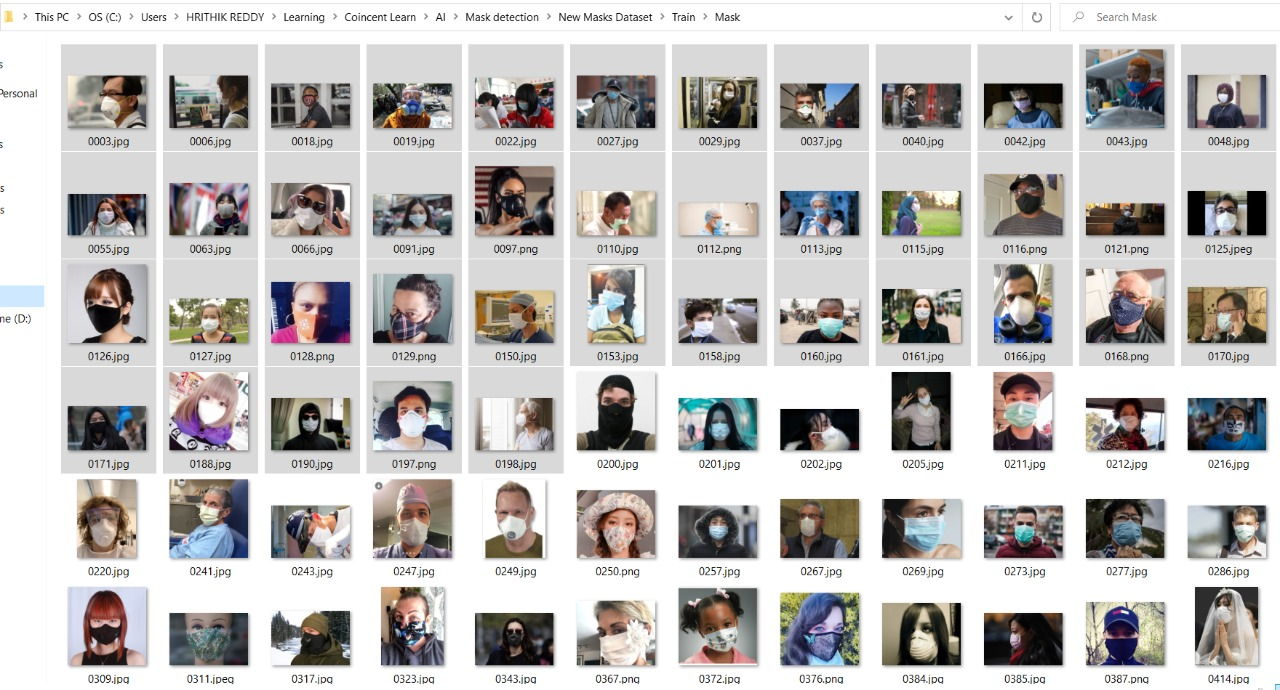 This PC > OS (C:) > Users > HRITHIK REDDY > Learning > Coincent Learn > AI > Mask detection > New Masks Dataset > Train > Mask
Search Mask
s
Personal
s
s
s
me (D:)
0003.jpg 0006.jpg 0018.jpg 0019.jpg 0022.jpg 0027.jpg 0029.jpg 0037.jpg 0040.jpg 0042.jpg 0043.jpg 0048.jpg
0055.jpg 0063.jpg 0066.jpg 0091.jpg 0097.png 0110.jpg 0112.png 0113.jpg 0115.jpg 0116.png 0121.png 0125.jpeg
0126.jpg 0127.jpg 0128.png 0129.png 0150.jpg 0153.jpg 0158.jpg 0160.jpg 0161.jpg 0166.jpg 0168.png 0170.jpg
0171.jpg 0188.jpg 0190.jpg 0197.png 0198.jpg 0200.jpg 0201.jpg 0202.jpg 0205.jpg 0211.jpg 0212.jpg 0216.jpg
0220.jpg 0241.jpg 0243.jpg 0247.jpg 0249.jpg 0250.png 0257.jpg 0267.jpg 0269.jpg 0273.jpg 0277.jpg 0286.jpg
0309.jpg 0311.jpeg 0317.jpg 0323.jpg 0343.jpg 0367.png 0372.jpg 0376.png 0384.jpg 0385.jpg 0387.png 0414.jpg